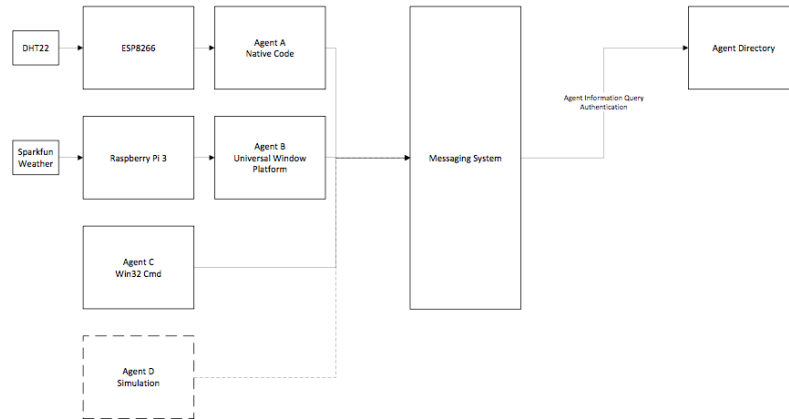 DHT22
ESP8266
Agent A
Native Code
Agent Directory
Agent Information Query
Authentication
Sparkfun
Weather
Raspberry Pi 3
Agent B
Universal Window
Platform
Messaging System
Agent C
Win32 Cmd
Agent D
Simulation